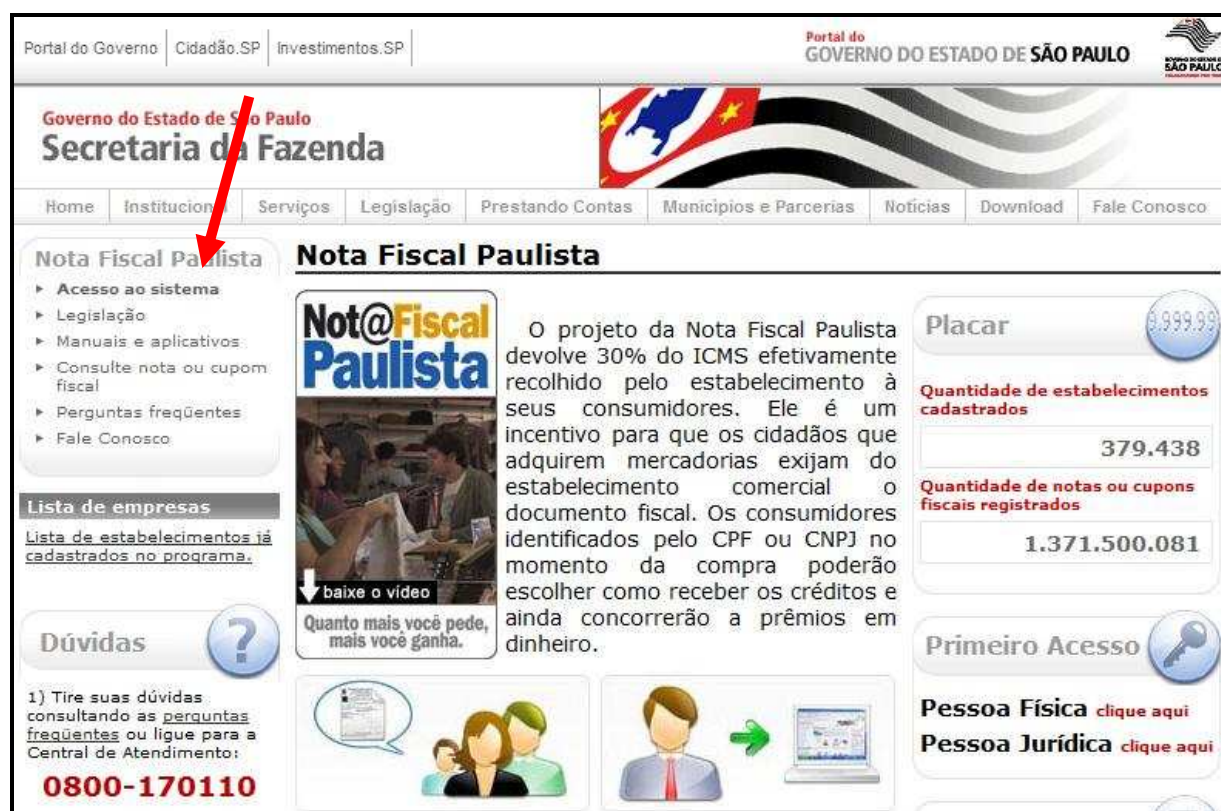 Portal do Governo
Cidadão.SP
Investimentos.SP
Portal do
GOVERNO DO ESTADO DE SÃO PAULO
SÃO PAULO
Governo do Estado de São Paulo
Secretaria da Fazenda
Home
Institucional
Serviços
Legislação
Prestando Contas
Municipios e Parcerias
Notícias
Download
Fale Conosco
Nota Fiscal Paulista
Acesso ao sistema
Legislação
Manuais e aplicativos
Consulte nota ou cupom
fiscal
Perguntas freqüentes
Fale Conosco
Lista de empresas
Lista de estabelecimentos já
cadastrados no programa.
Dúvidas
?
1) Tire suas dúvidas
consultando as perguntas
freqüentes ou ligue para a
Central de Atendimento:
0800-170110
Nota Fiscal Paulista
Not@Fiscal
Paulista
baixe o vídeo
Quanto mais você pede,
mais você ganha.
O projeto da Nota Fiscal Paulista
devolve 30% do ICMS efetivamente
recolhido pelo estabelecimento à
seus consumidores. Ele é um
incentivo para que os cidadãos que
adquirem mercadorias exijam do
estabelecimento comercial o
documento fiscal. Os consumidores
identificados pelo CPF ou CNPJ no
momento da compra poderão
escolher como receber os créditos e
ainda concorrerão a prêmios em
dinheiro.
Placar
Quantidade de estabelecimentos
cadastrados
379.438
Quantidade de notas ou cupons
fiscais registrados
1.371.500.081
Primeiro Acesso
Pessoa Física clique aqui
Pessoa Jurídica clique aqui